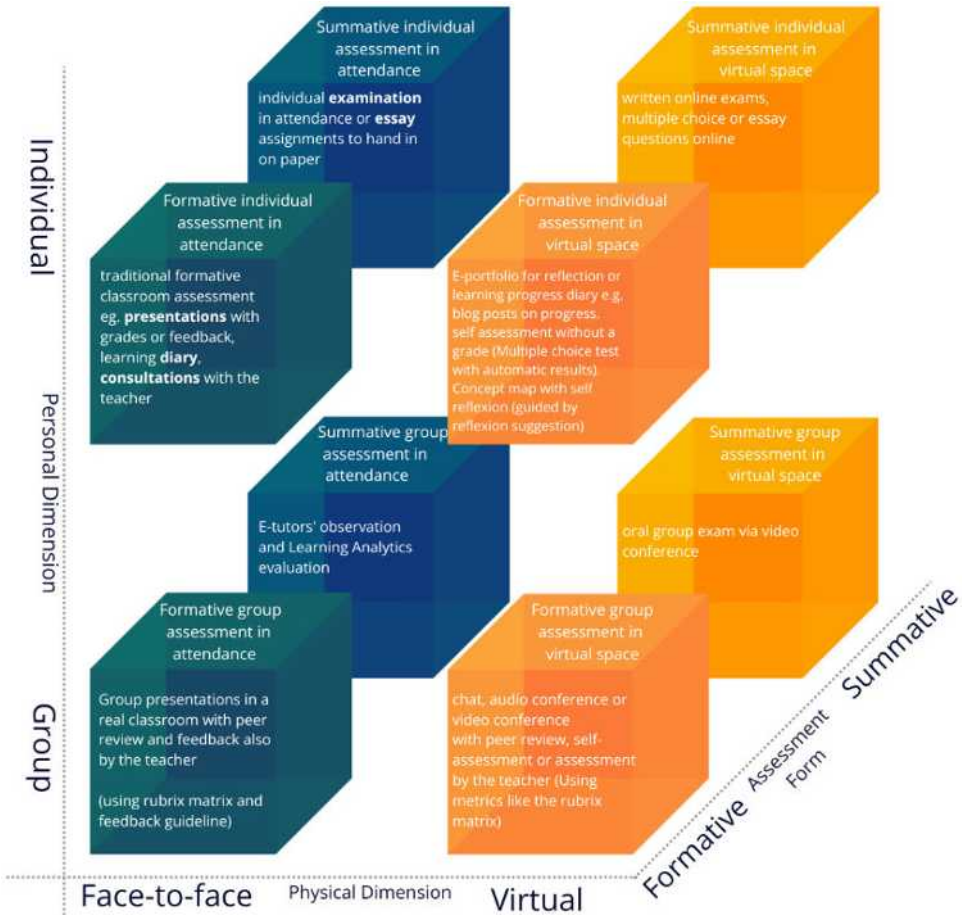 Summative individual
assessment in
attendance
individual examination
in attendance or essay
assignments to hand in
on paper
Summative individual
assessment in
virtual space
written online exams,
multiple choice or essay
questions online
Individual
Formative individual
assessment in
attendance
traditional formative
classroom assessment
eg. presentations with
grades or feedback,
learning diary,
consultations with the
teacher
Formative individual
assessment in
virtual space
E-portfolio for reflection or
learning progress diary e.g.
blog posts on progress.
self assessment without a
grade (Multiple choice test
with automatic results).
Concept map with self
reflexion (guided by
reflexion suggestion)
Personal Dimension
Summative group
assessment in
attendance
E-tutors' observation
and Learning Analytics
evaluation
Summative group
assessment in
virtual space
oral group exam via video
conference
Group
Formative group
assessment in
attendance
Group presentations in a
real classroom with peer
review and feedback also
by the teacher
(using rubrix matrix and
feedback guideline)
Formative group
assessment in
virtual space
chat, audio conference or
video conference
with peer review, self-
assessment or assessment
by the teacher (Using
metrics like the rubrix
matrix)
Summative
Assessment
Form
Formative
Face-to-face
Physical Dimension
Virtual